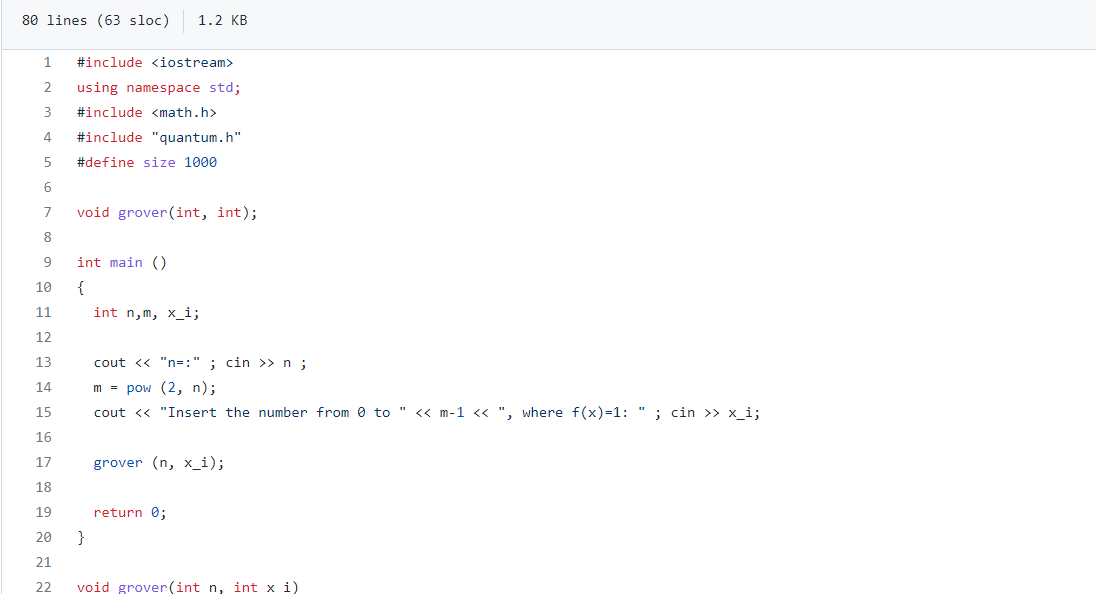 80 lines (63 sloc) 1.2 KB
1 #include <iostream>
2 using namespace std;
3 #include <math.h>
4 #include "quantum.h"
5 #define size 1000
6
7 void grover(int, int);
8
9 int main ()
10 {
11 int n,m, x_i;
12
13 cout << "n=:" ; cin >> n ;
14 m = pow (2, n);
15 cout << "Insert the number from 0 to " << m-1 << ", where f(x)=1: " ; cin >> x_i;
16
17 grover (n, x_i);
18
19 return 0;
20 }
21
22 void grover(int n, int x_i)